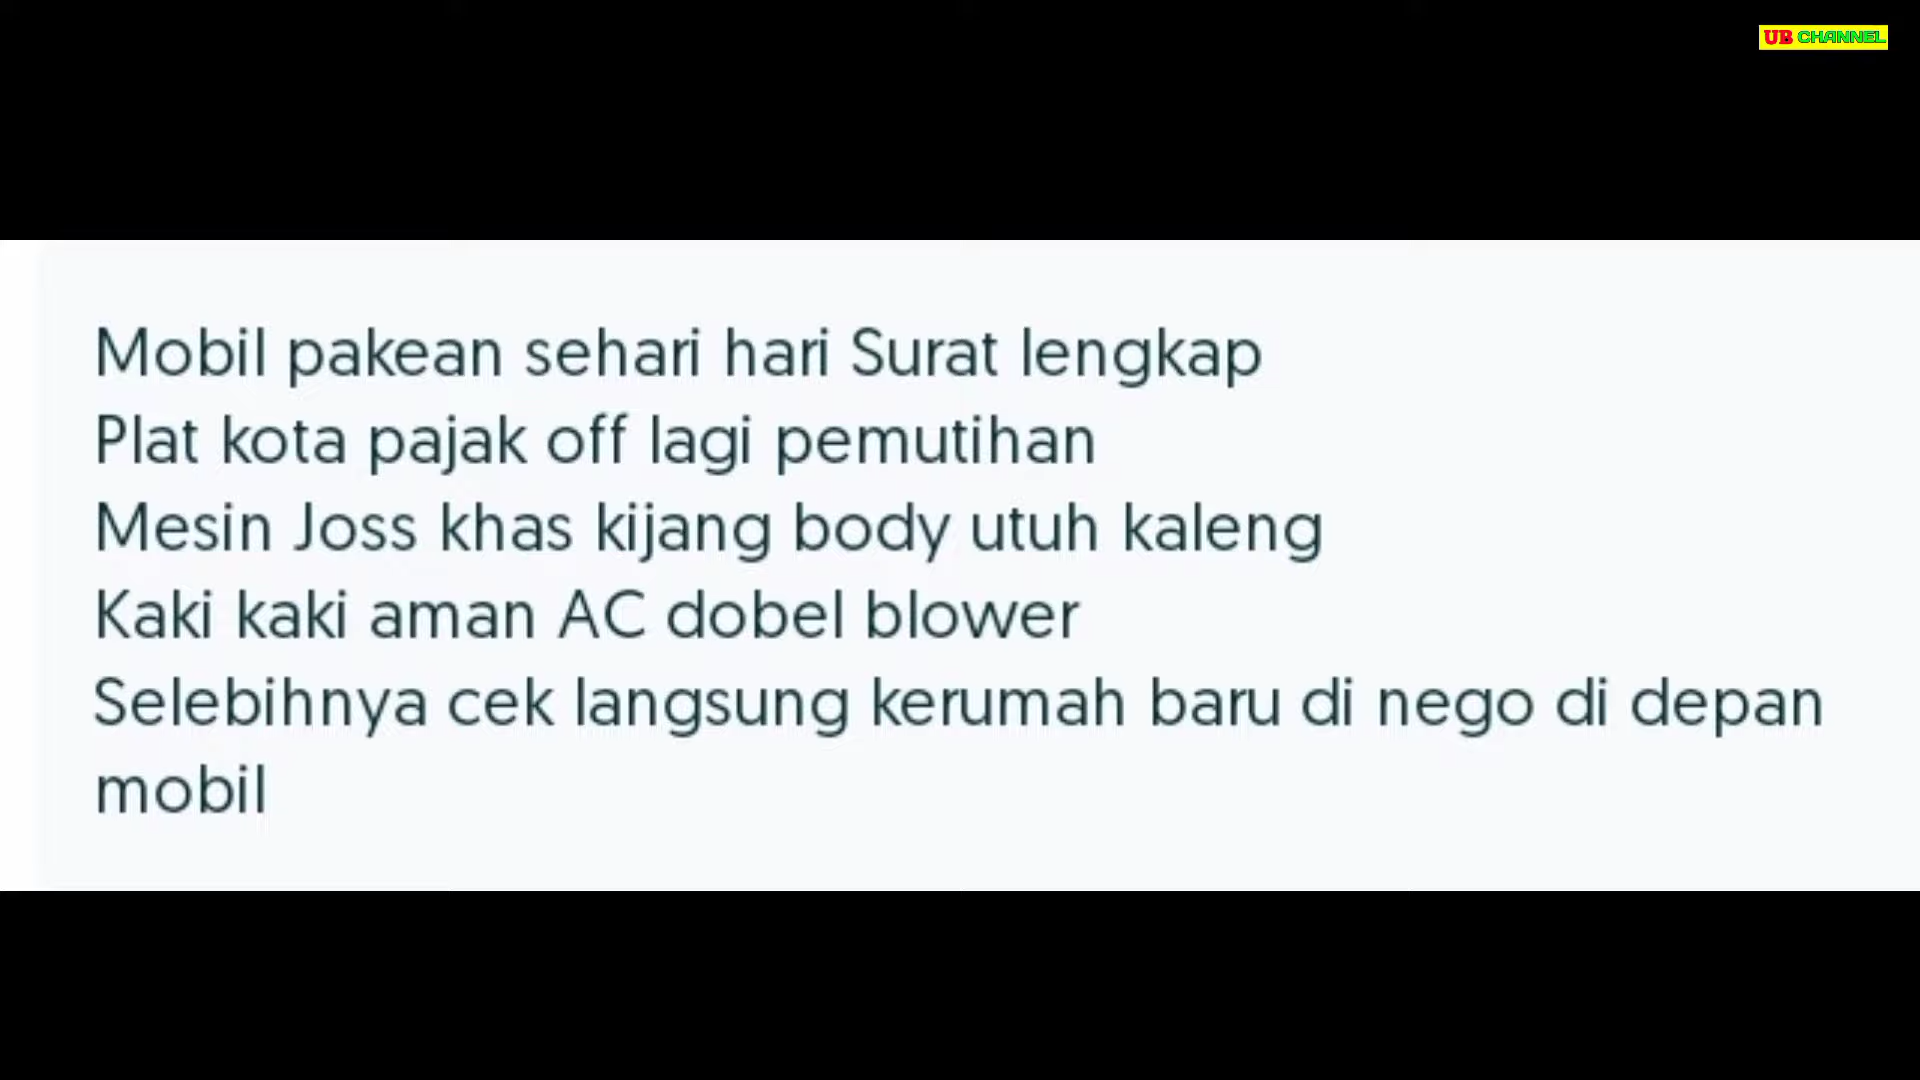 UB CHANNEL
Mobil pakean sehari hari Surat lengkap
Plat kota pajak off lagi pemutihan
Mesin Joss khas kijang body utuh kaleng
Kaki kaki aman AC dobel blower
Selebihnya cek langsung kerumah baru di nego di depan
mobil